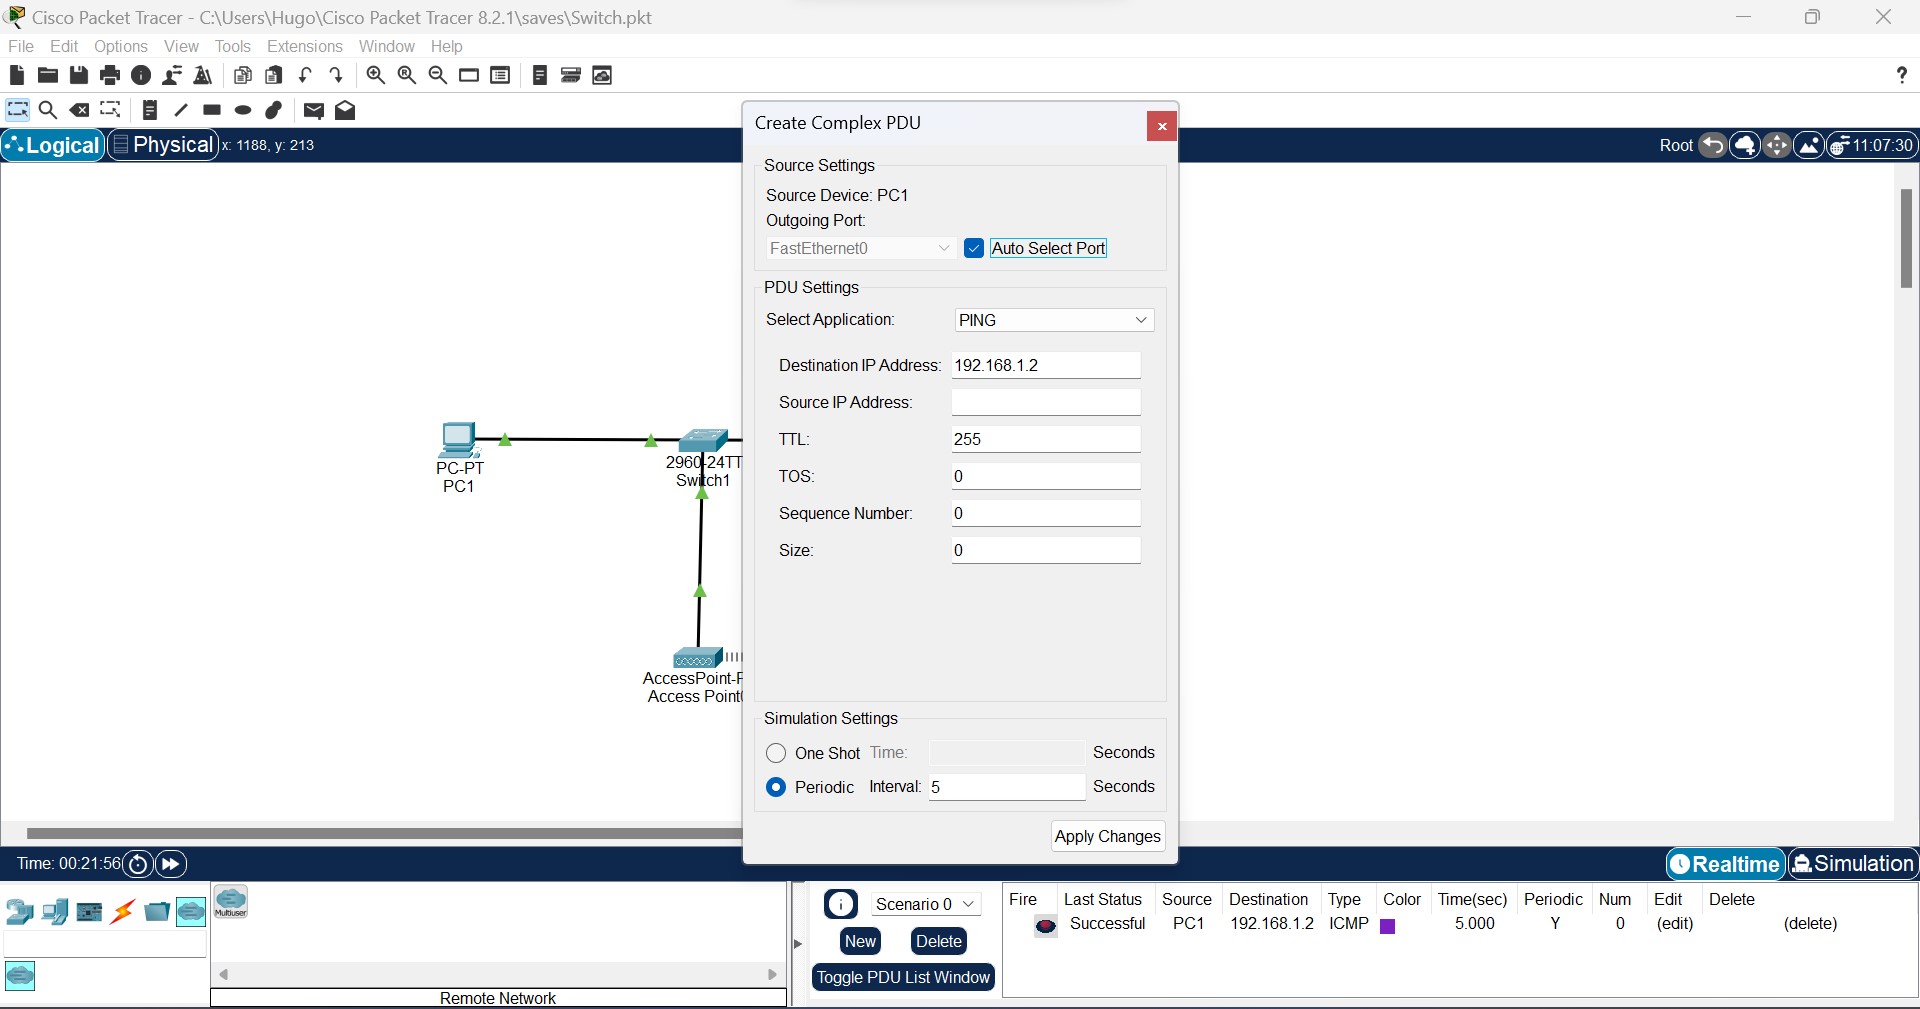 Cisco Packet Tracer - C:\Users\Hugo\Cisco Packet Tracer 8.2.1\saves\Switch.pkt
File Edit Options View Tools Extensions Window Help
?
Logical Physical x: 1188, y: 213 Root 11:07:30
Create Complex PDU
Source Settings
Source Device: PC1
Outgoing Port:
FastEthernet0 Auto Select Port
PDU Settings
Select Application: PING
Destination IP Address: 192.168.1.2
Source IP Address:
TTL: 255
TOS: 0
Sequence Number: 0
Size: 0
Simulation Settings
One Shot Time: Seconds
Periodic Interval: 5 Seconds
Apply Changes
PC-PT
PC1
2960-24TT
Switch1
AccessPoint-P
Access Point0
Time: 00:21:56 Realtime Simulation
Multiuser
Remote Network
Scenario 0
New Delete
Toggle PDU List Window
Fire Last Status Source Destination Type Color Time(sec) Periodic Num Edit Delete
Successful PC1 192.168.1.2 ICMP 5.000 Y 0 (edit) (delete)